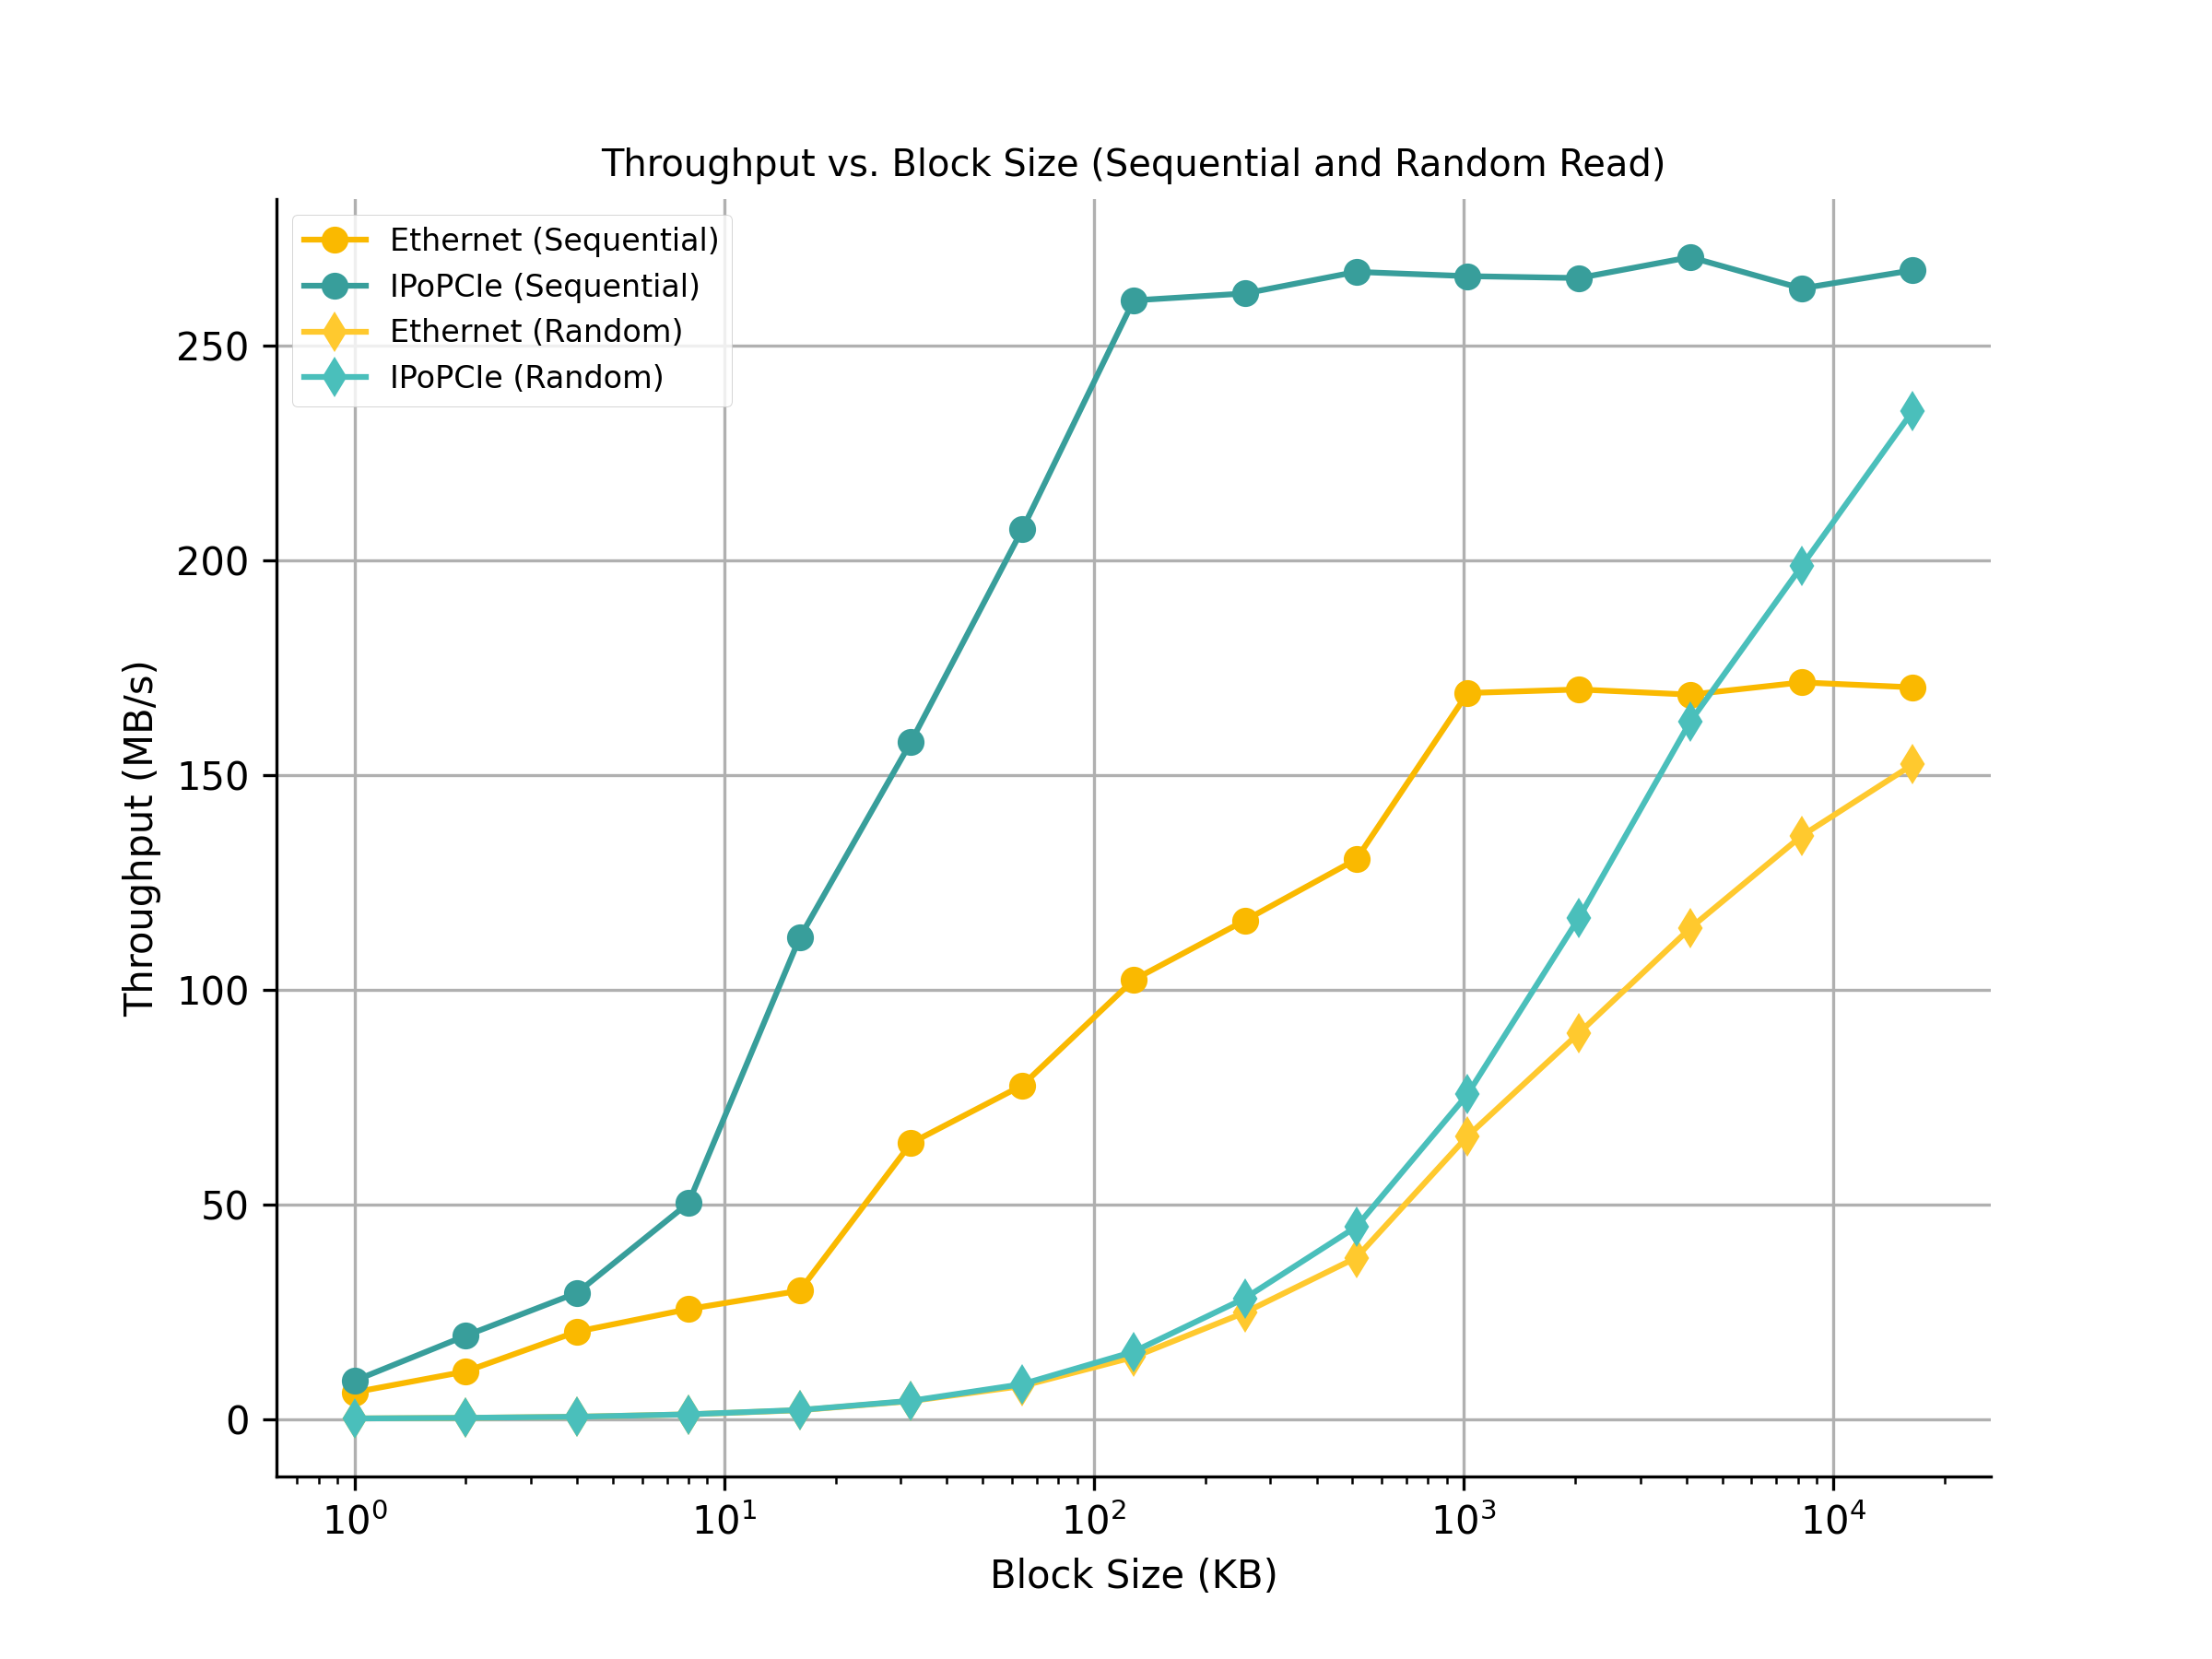 Throughput vs. Block Size (Sequential and Random Read)
Ethernet (Sequential)
IPoPCIe (Sequential)
Ethernet (Random)
IPoPCIe (Random)
Throughput (MB/s)
250
200
150
100
50
0
10⁰ 10¹ 10² 10³ 10⁴
Block Size (KB)